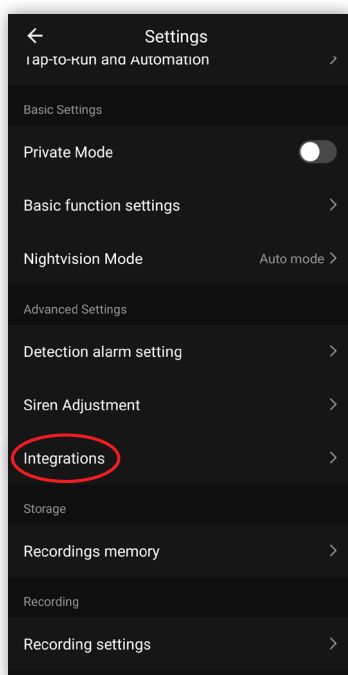 Settings
Tap-to-Run and Automation
Basic Settings
Private Mode
Basic function settings
Nightvision Mode
Auto mode
Advanced Settings
Detection alarm setting
Siren Adjustment
Integrations
Storage
Recordings memory
Recording
Recording settings